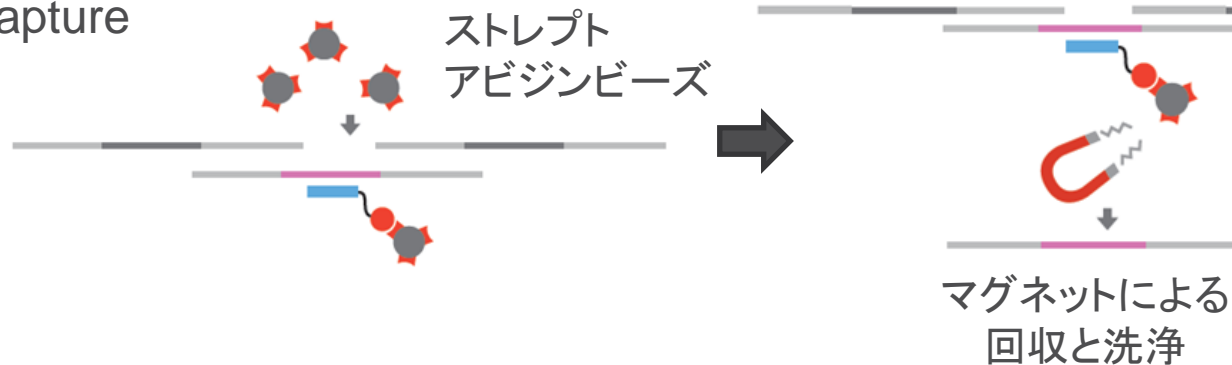 apture
ストレプト
アビジンビーズ
マグネットによる
回収と洗浄